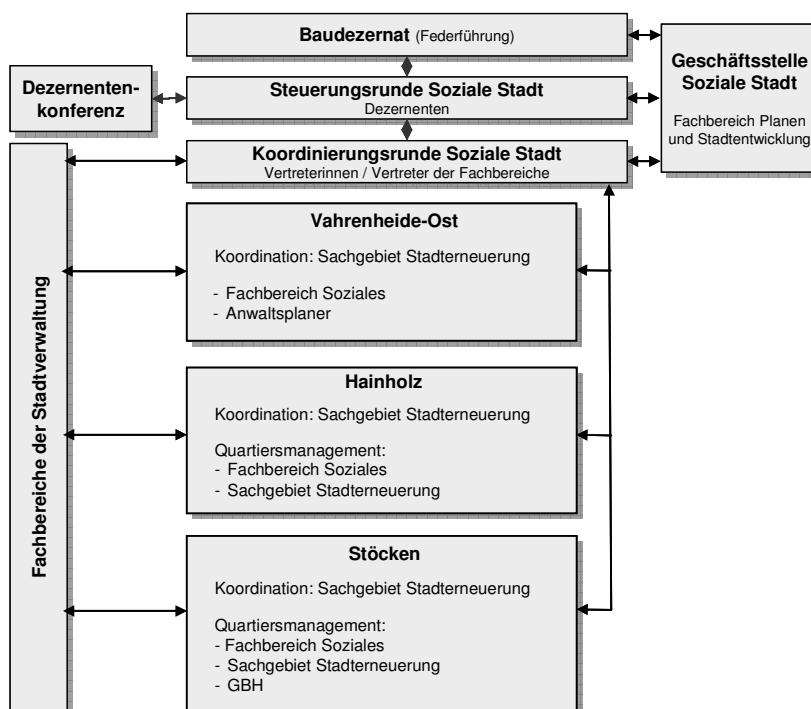 Baudezernat (Federführung)
Geschäftsstelle
Soziale Stadt
Fachbereich Planen
und Stadtentwicklung
Dezernenten-
konferenz
Steuerungsrunde Soziale Stadt
Dezernenten
Koordinierungsrunde Soziale Stadt
Vertreterinnen / Vertreter der Fachbereiche
Fachbereiche der Stadtverwaltung
Vahrenheide-Ost
Koordination: Sachgebiet Stadterneuerung
- Fachbereich Soziales
- Anwaltsplaner
Hainholz
Koordination: Sachgebiet Stadterneuerung
Quartiersmanagement:
- Fachbereich Soziales
- Sachgebiet Stadterneuerung
Stöcken
Koordination: Sachgebiet Stadterneuerung
Quartiersmanagement:
- Fachbereich Soziales
- Sachgebiet Stadterneuerung
- GBH